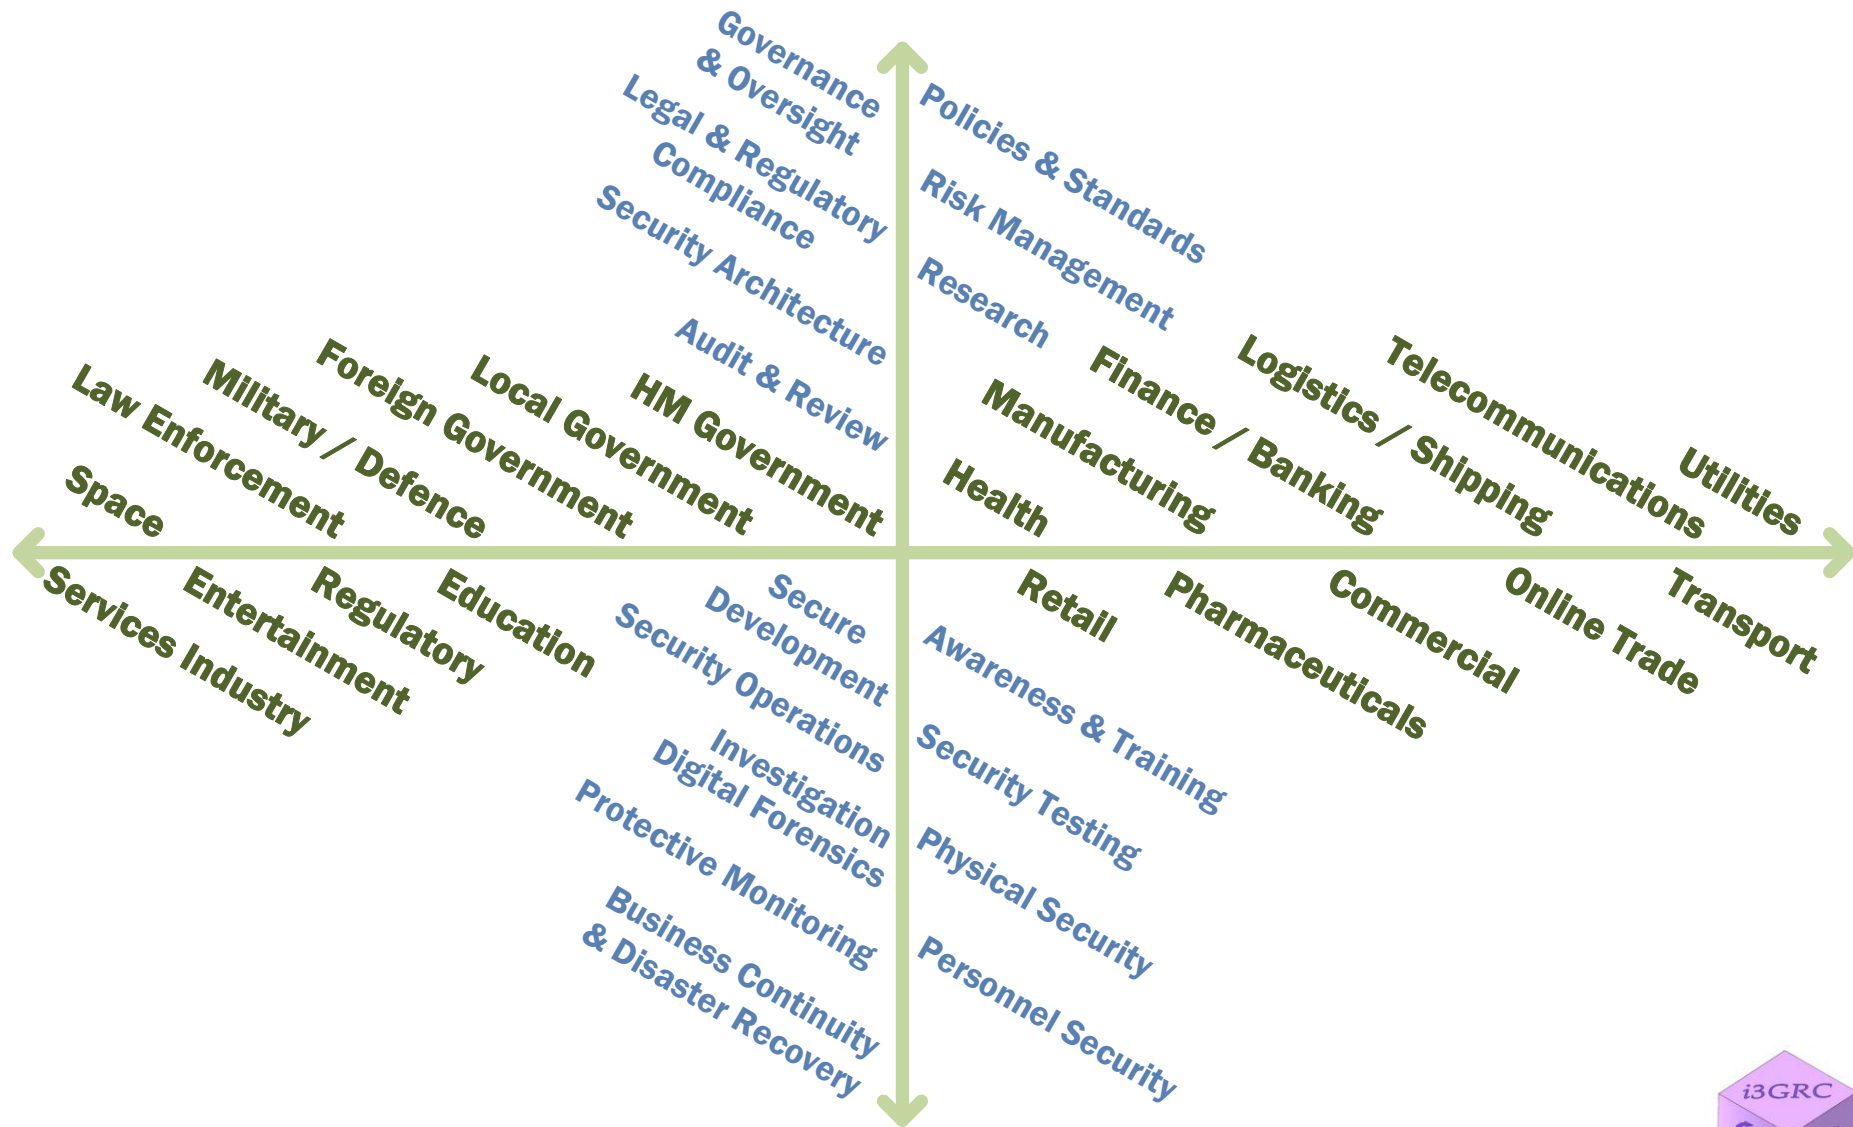 Governance
& Oversight
Legal & Regulatory
Compliance
Security Architecture
Audit & Review
Policies & Standards
Risk Management
Research
Space
Law Enforcement
Military / Defence
Foreign Government
Local Government
HM Government
Health
Manufacturing
Finance / Banking
Logistics / Shipping
Telecommunications
Utilities
Services Industry
Entertainment
Regulatory
Education
Retail
Pharmaceuticals
Commercial
Online Trade
Transport
Secure
Development
Security Operations
Investigation
Digital Forensics
Protective Monitoring
Business Continuity
& Disaster Recovery
Awareness & Training
Security Testing
Physical Security
Personnel Security
i3GRC